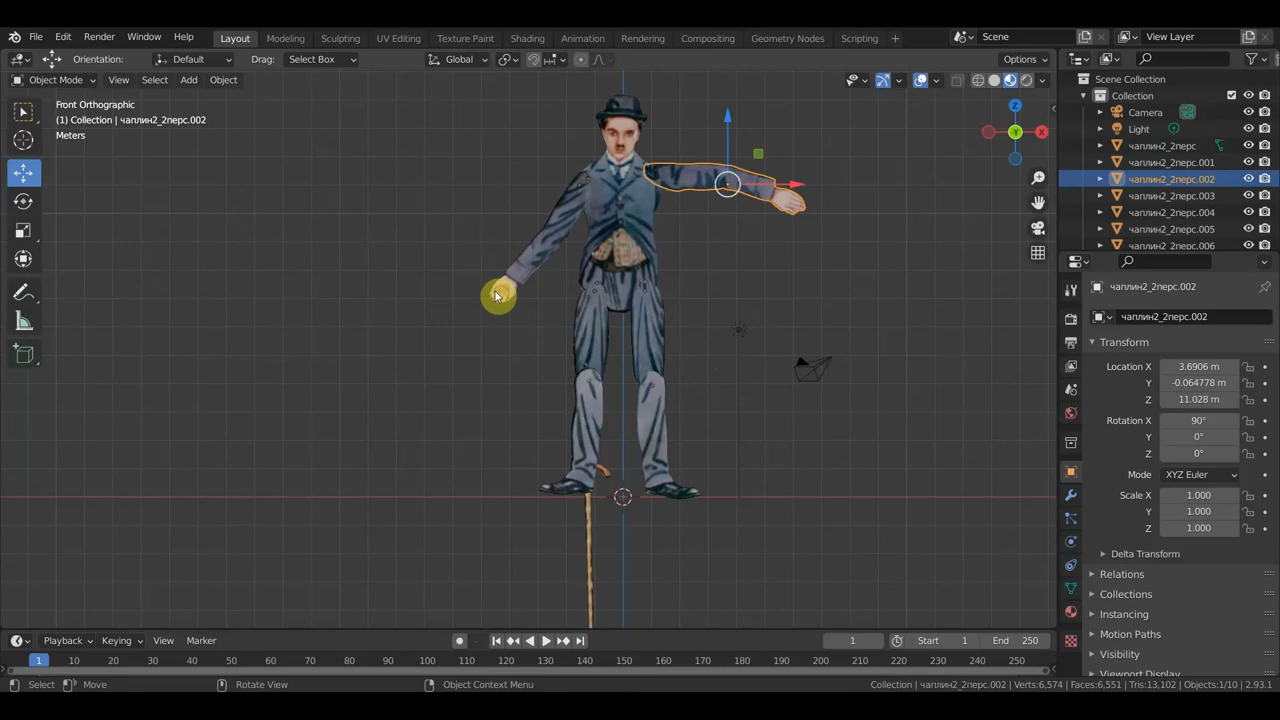 File Edit Render Window Help Layout Modeling Sculpting UV Editing Texture Paint Shading Animation Rendering Compositing Geometry Nodes Scripting + Scene View Layer
Orientation: Default Drag: Select Box Global Options
Object Mode View Select Add Object
Scene Collection
Collection
Camera
Light
чаплин2_2перс
чаплин2_2перс.001
чаплин2_2перс.002
чаплин2_2перс.003
чаплин2_2перс.004
чаплин2_2перс.005
чаплин2_2перс.006
Front Orthographic
(1) Collection | чаплин2_2перс.002
Meters
Z
X
-Y
чаплин2_2перс.002
чаплин2_2перс.002
Transform
Location X 3.6906 m
Y -0.064778 m
Z 11.028 m
Rotation X 90°
Y 0°
Z 0°
Mode XYZ Euler
Scale X 1.000
Y 1.000
Z 1.000
Delta Transform
Relations
Collections
Instancing
Motion Paths
Visibility
Viewport Display
Playback Keying View Marker 1 Start 1 End 250
1 10 20 30 40 50 60 70 80 90 100 110 120 130 140 150 160 170 180 190 200 210 220 230 240 250
Select Move Rotate View Object Context Menu Collection | чаплин2_2перс.002 | Verts:6,574 | Faces:6,551 | Tris:13,102 | Objects:1/10 | 2.93.1